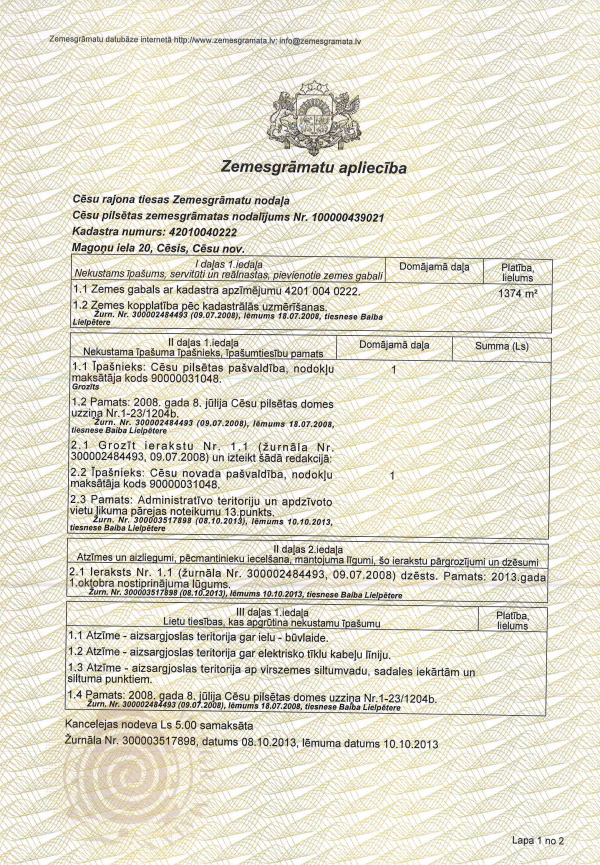 Zemesgrāmatu datubāze internetā http://www.zemesgramata.lv; info@zemesgramata.lv
Zemesgrāmatu apliecība
Cēsu rajona tiesas Zemesgrāmatu nodaļa
Cēsu pilsētas zemesgrāmatas nodalījums Nr. 100000439021
Kadastra numurs: 42010040222
Magoņu iela 20, Cēsis, Cēsu nov.
I daļas 1.iedaļa
Nekustams īpašums, servitūti un reālnastas, pievienotie zemes gabali
Domājamā daļa
Platība,
lielums
1.1 Zemes gabals ar kadastra apzīmējumu 4201 004 0222.
1374 m²
1.2 Zemes kopplatība pēc kadastrālās uzmērīšanas.
Žurn. Nr. 300002484493 (09.07.2008), lēmums 18.07.2008, tiesnese Baiba
Lielpētere
II daļas 1.iedaļa
Nekustama īpašuma īpašnieks, īpašumtiesību pamats
Domājamā daļa
Summa (Ls)
1.1 Īpašnieks: Cēsu pilsētas pašvaldība, nodokļu
maksātāja kods 90000031048.
1
Grozīts
1.2 Pamats: 2008. gada 8. jūlija Cēsu pilsētas domes
uzziņa Nr.1-23/1204b.
Žurn. Nr. 300002484493 (09.07.2008), lēmums 18.07.2008,
tiesnese Baiba Lielpētere
2.1 Grozīt ierakstu Nr. 1.1 (žurnāla Nr.
300002484493, 09.07.2008) un izteikt šādā redakcijā:
2.2 Īpašnieks: Cēsu novada pašvaldība, nodokļu
maksātāja kods 90000031048.
1
2.3 Pamats: Administratīvo teritoriju un apdzīvoto
vietu likuma pārejas noteikumu 13.punkts.
Žurn. Nr. 300003517898 (08.10.2013), lēmums 10.10.2013,
tiesnese Baiba Lielpētere
II daļas 2.iedaļa
Atzīmes un aizliegumi, pēcmantinieku iecelšana, mantojuma līgumi, šo ierakstu pārgrozījumi un dzēsumi
2.1 Ieraksts Nr. 1.1 (žurnāla Nr. 300002484493, 09.07.2008) dzēsts. Pamats: 2013.gada
1.oktobra nostiprinājuma lūgums.
Žurn. Nr. 300003517898 (08.10.2013), lēmums 10.10.2013, tiesnese Baiba Lielpētere
III daļas 1.iedaļa
Lietu tiesības, kas apgrūtina nekustamu īpašumu
Platība,
lielums
1.1 Atzīme - aizsargjoslas teritorija gar ielu - būvlaide.
1.2 Atzīme - aizsargjoslas teritorija gar elektrisko tīklu kabeļu līniju.
1.3 Atzīme - aizsargjoslas teritorija ap virszemes siltumvadu, sadales iekārtām un
siltuma punktiem.
1.4 Pamats: 2008. gada 8. jūlija Cēsu pilsētas domes uzziņa Nr.1-23/1204b.
Žurn. Nr. 300002484493 (09.07.2008), lēmums 18.07.2008, tiesnese Baiba Lielpētere
Kancelejas nodeva Ls 5.00 samaksāta
Žurnāla Nr. 300003517898, datums 08.10.2013, lēmuma datums 10.10.2013
Lapa 1 no 2